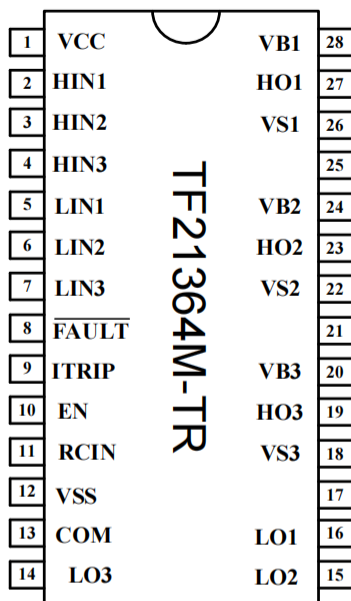 1 VCC VB1 28
2 HIN1 HO1 27
3 HIN2 VS1 26
4 HIN3 25
5 LIN1 VB2 24
6 LIN2 HO2 23
7 LIN3 VS2 22
8 FAULT 21
9 ITRIP VB3 20
10 EN HO3 19
11 RCIN VS3 18
12 VSS 17
13 COM LO1 16
14 LO3 LO2 15
TF21364M-TR